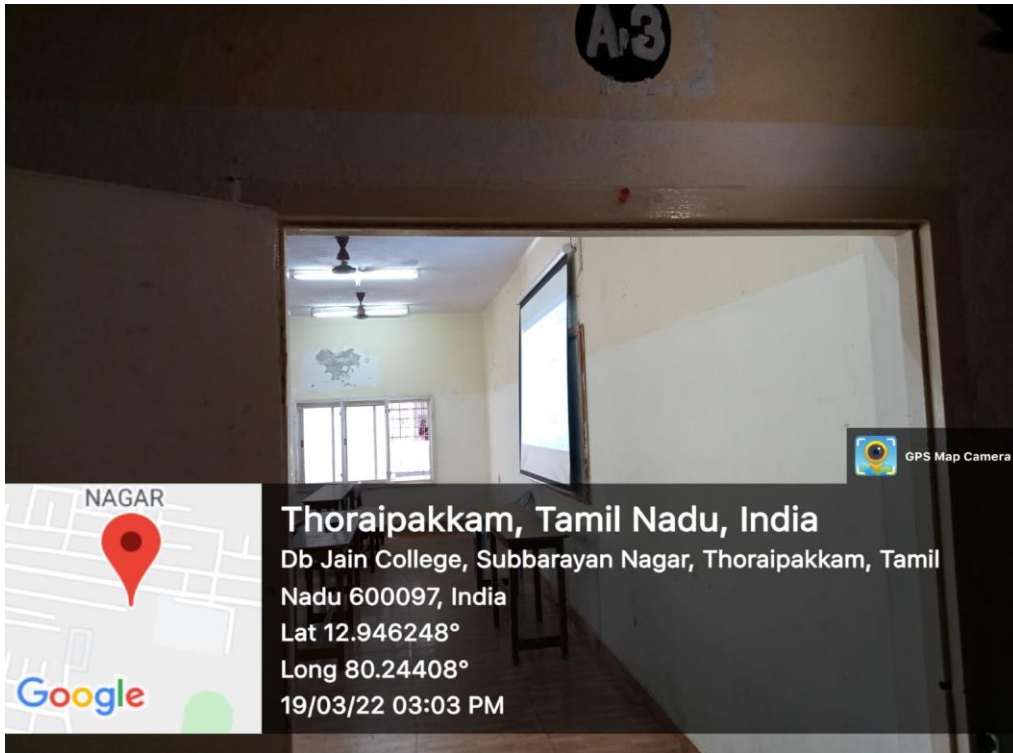 A3
GPS Map Camera
NAGAR
Thoraipakkam, Tamil Nadu, India
Db Jain College, Subbarayan Nagar, Thoraipakkam, Tamil
Nadu 600097, India
Lat 12.946248°
Long 80.24408°
19/03/22 03:03 PM
Google